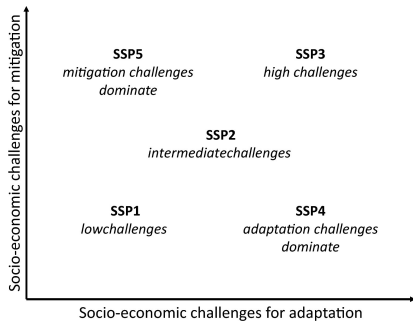 Socio-economic challenges for mitigation
SSP5
mitigation challenges
dominate
SSP3
high challenges
SSP2
intermediatechallenges
SSP1
lowchallenges
SSP4
adaptation challenges
dominate
Socio-economic challenges for adaptation